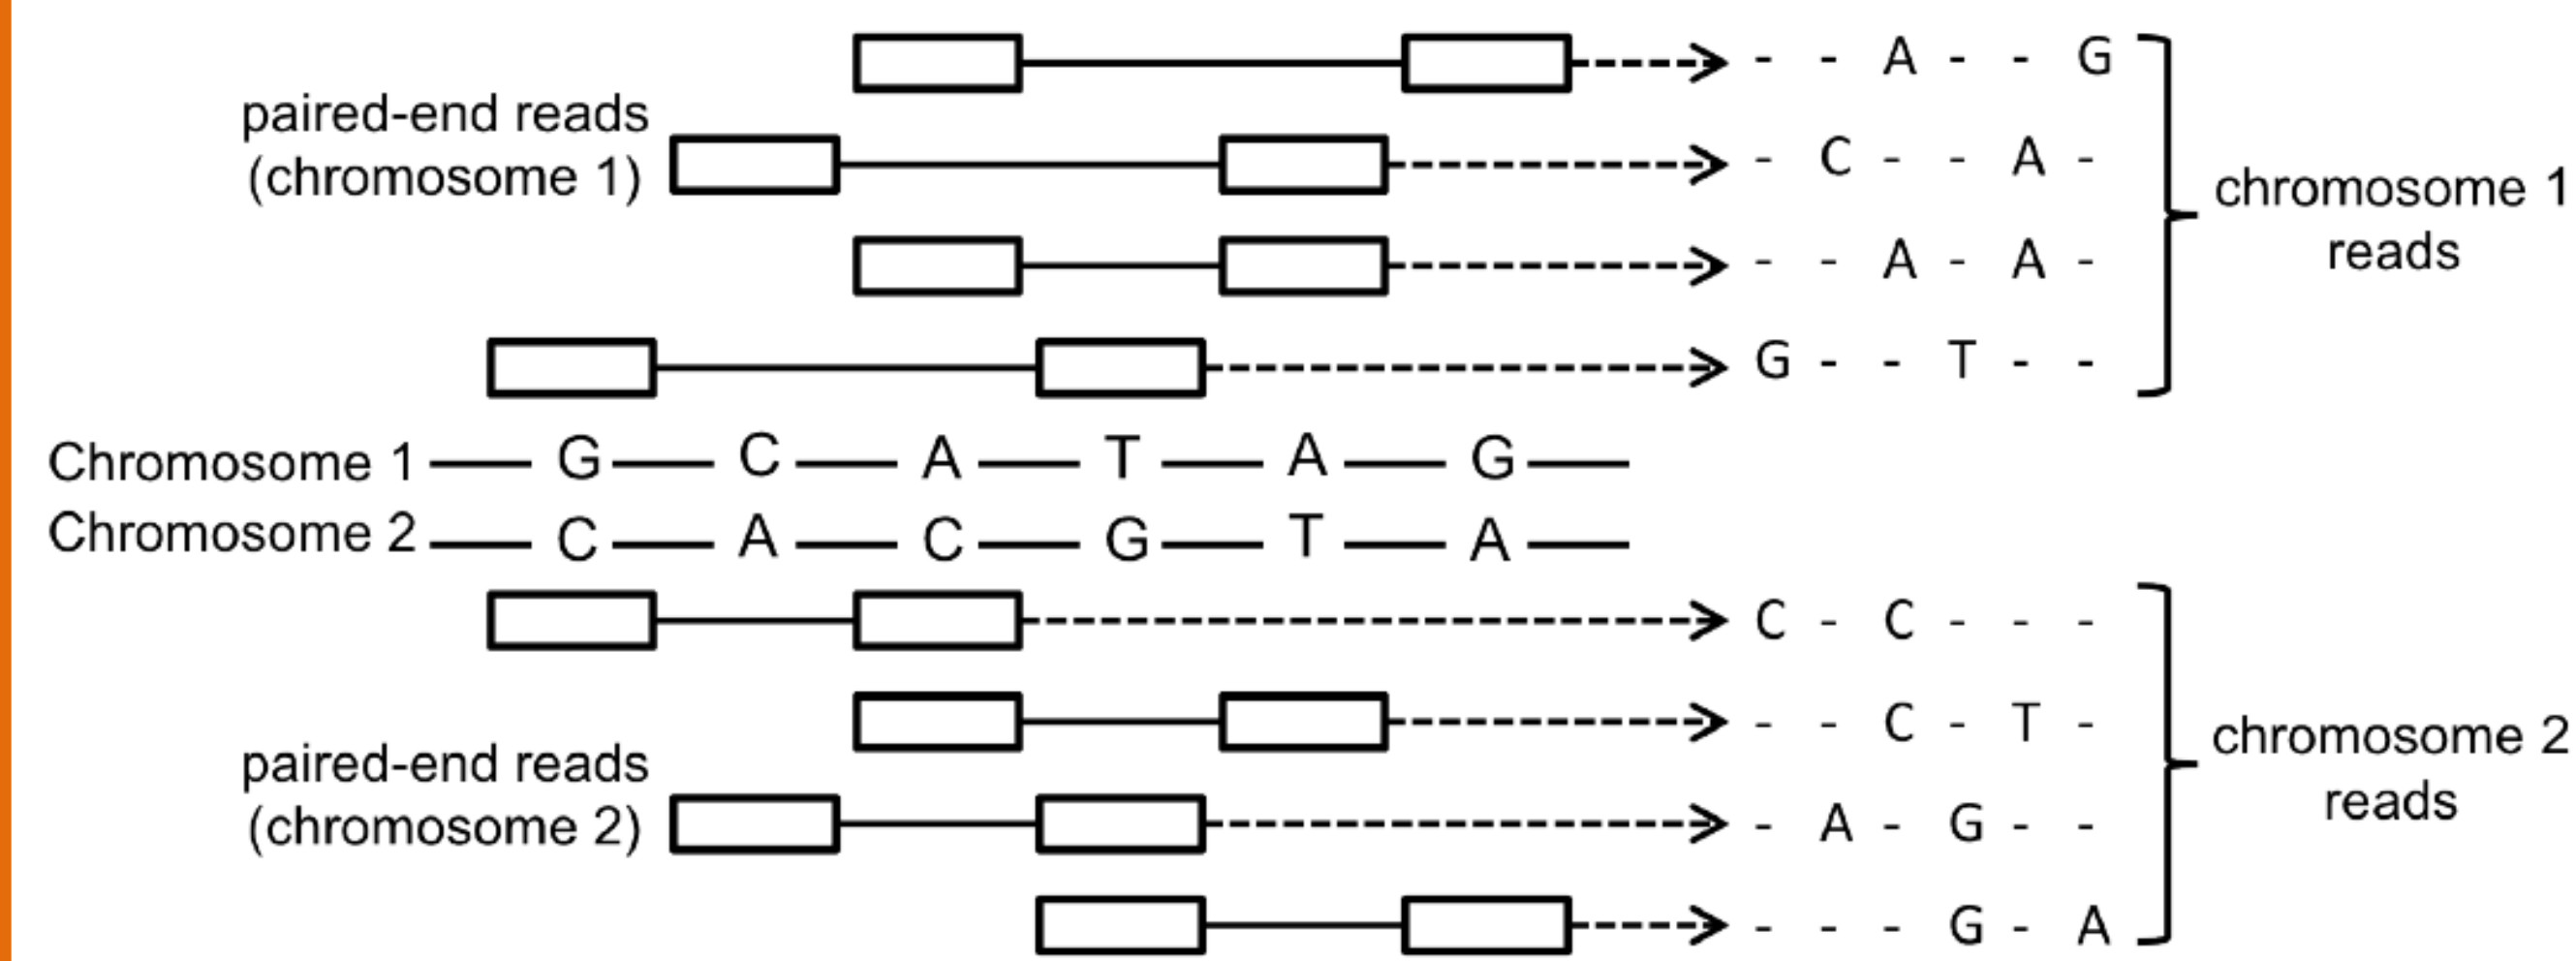 - - A - - G
paired-end reads
(chromosome 1)
- C - - A -
chromosome 1
reads
- - A - A -
G - - T - -
Chromosome 1 — G — C — A — T — A — G —
Chromosome 2 — C — A — C — G — T — A —
C - C - - -
- - C - T -
chromosome 2
reads
paired-end reads
(chromosome 2)
- A - G - -
- - - G - A